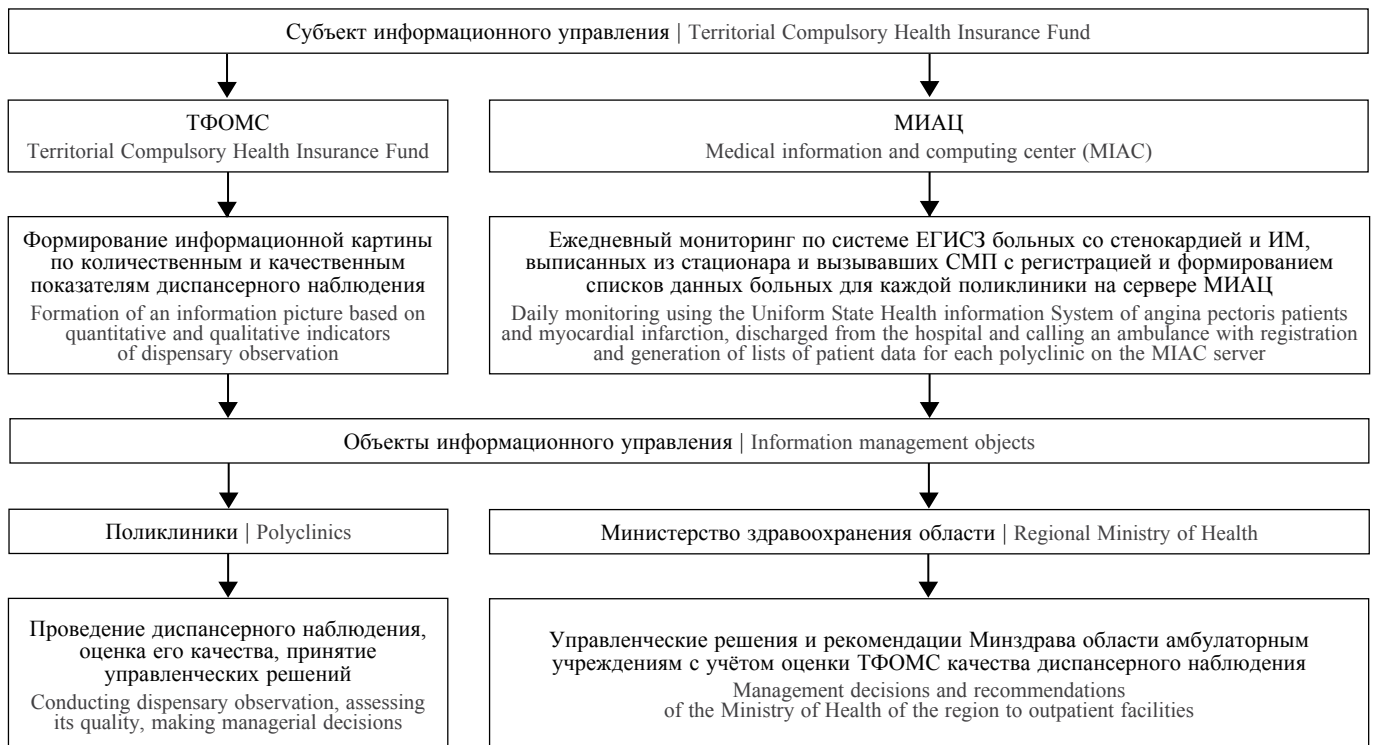 Субъект информационного управления | Territorial Compulsory Health Insurance Fund
ТФОМС
Territorial Compulsory Health Insurance Fund
МИАЦ
Medical information and computing center (MIAC)
Формирование информационной картины
по количественным и качественным
показателям диспансерного наблюдения
Formation of an information picture based on
quantitative and qualitative indicators
of dispensary observation
Ежедневный мониторинг по системе ЕГИСЗ больных со стенокардией и ИМ,
выписанных из стационара и вызывавших СМП с регистрацией и формированием
списков данных больных для каждой поликлиники на сервере МИАЦ
Daily monitoring using the Uniform State Health information System of angina pectoris patients
and myocardial infarction, discharged from the hospital and calling an ambulance with registration
and generation of lists of patient data for each polyclinic on the MIAC server
Объекты информационного управления | Information management objects
Поликлиники | Polyclinics
Министерство здравоохранения области | Regional Ministry of Health
Проведение диспансерного наблюдения,
оценка его качества, принятие
управленческих решений
Conducting dispensary observation, assessing
its quality, making managerial decisions
Управленческие решения и рекомендации Минздрава области амбулаторным
учреждениям с учётом оценки ТФОМС качества диспансерного наблюдения
Management decisions and recommendations
of the Ministry of Health of the region to outpatient facilities